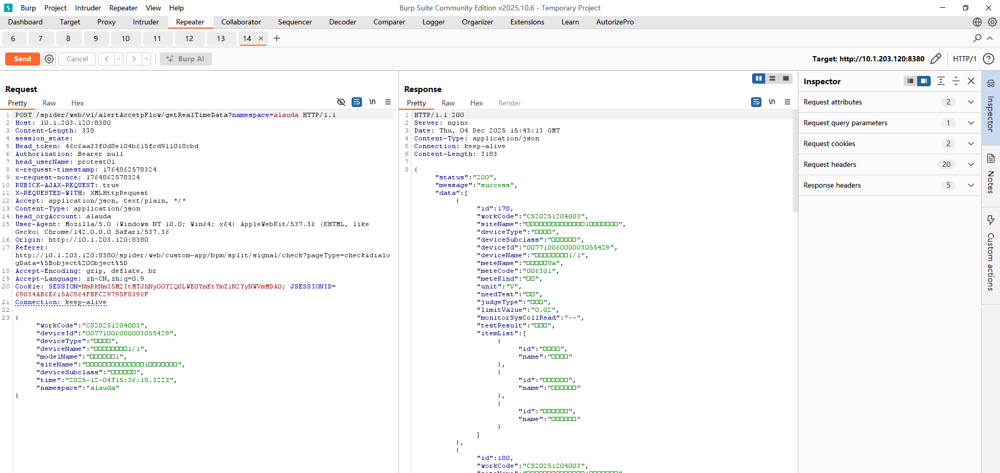 Burp Project Intruder Repeater View Help
Burp Suite Community Edition v2025.10.6 - Temporary Project
Dashboard Target Proxy Intruder Repeater Collaborator Sequencer Decoder Comparer Logger Organizer Extensions Learn AutorizePro
6 7 8 9 10 11 12 13 14 × +
Send Cancel Burp AI
Target: http://10.1.203.120:8380 HTTP/1
Request
Pretty Raw Hex \n
1 POST /spider/web/v1/alertAccetpFlow/getRealTimeData?namespace=alauda HTTP/1.1
2 Host: 10.1.203.120:8380
3 Content-Length: 338
4 session_state:
5 Head_token: 46c6aa33f0d8e104b615fcd911018cbd
6 Authorization: Bearer null
7 head_userName: protest01
8 x-request-timestamp: 1764862578324
9 x-request-nonce: 1764862578324
10 RUBICK-AJAX-REQUEST: true
11 X-REQUESTED-WITH: XMLHttpRequest
12 Accept: application/json, text/plain, */*
13 Content-Type: application/json
14 head_orgAccount: alauda
15 User-Agent: Mozilla/5.0 (Windows NT 10.0; Win64; x64) AppleWebKit/537.36 (KHTML, like
Gecko) Chrome/142.0.0.0 Safari/537.36
16 Origin: http://10.1.203.120:8380
17 Referer:
http://10.1.203.120:8380/spider/web/custom-app/bpm/split/signal/check?pageType=check&dialo
gData=%5Bobject%20Object%5D
18 Accept-Encoding: gzip, deflate, br
19 Accept-Language: zh-CN,zh;q=0.9
20 Cookie: SESSION=NmRkNmI5M2ItMTJhNy00Y2Q0LWE0YmEtYmZiN2YyNWVmMDA0; JSESSIONID=
69034AB6E615AC964FBFC29795F8396F
21 Connection: keep-alive
22
23 {
"workCode":"CS20251204003",
"deviceId":"00771006000003055429",
"deviceType":"□□□□",
"deviceName":"□□□□□□□□1/1",
"modelName":"□□□□□□1",
"siteName":"□□□□□□□□□□□□□□1□□□□□□□",
"deviceSubclass":"□□□□□□",
"time":"2025-12-04T15:36:18.322Z",
"namespace":"alauda"
}
Response
Pretty Raw Hex Render \n
1 HTTP/1.1 200
2 Server: nginx
3 Date: Thu, 04 Dec 2025 15:43:13 GMT
4 Content-Type: application/json
5 Connection: keep-alive
6 Content-Length: 3183
7
8 {
"status":"200",
"message":"success",
"data":[
{
"id":178,
"workCode":"CS20251204003",
"siteName":"□□□□□□□□□□□□□□1□□□□□□□",
"deviceType":"□□□□",
"deviceSubclass":"□□□□□□",
"deviceId":"00771006000003055429",
"deviceName":"□□□□□□□□1/1",
"meteName":"□□□□□Ua",
"meteCode":"006301",
"meteKind":"□□",
"unit":"V",
"needTest":"□□",
"judgeType":"□□□",
"limitValue":"0.02",
"monitorSysCollRead":"--",
"testResult":"□□□",
"itemList":[
{
"id":"□□□□",
"name":"□□□□"
},
{
"id":"□□□□□□",
"name":"□□□□□□"
},
{
"id":"□□□□□□",
"name":"□□□□□□"
}
]
},
{
"id":180,
"workCode":"CS20251204003",
Inspector
Request attributes 2
Request query parameters 1
Request cookies 2
Request headers 20
Response headers 5
Inspector
Notes
Custom actions